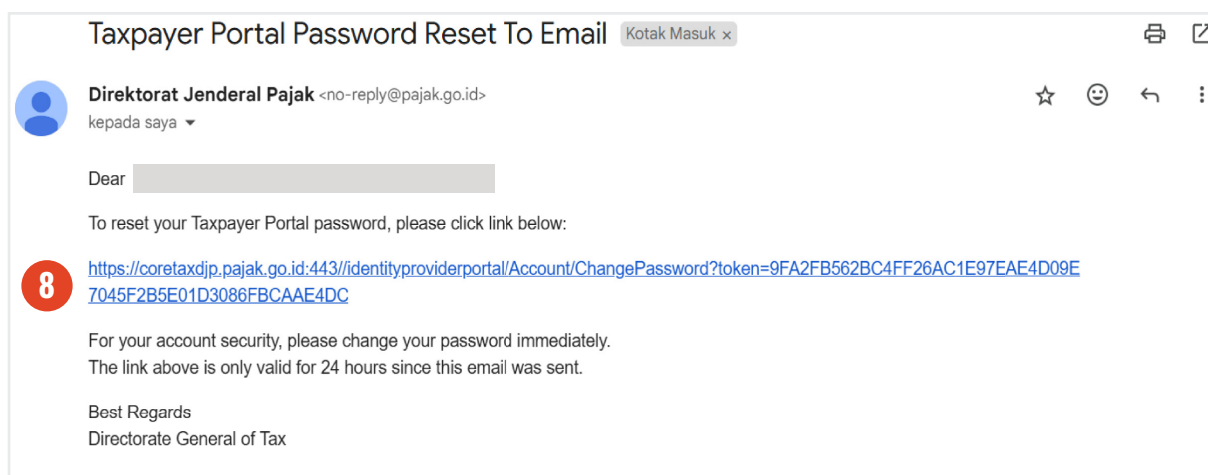 Taxpayer Portal Password Reset To Email Kotak Masuk ×
Direktorat Jenderal Pajak <no-reply@pajak.go.id>
kepada saya
Dear
To reset your Taxpayer Portal password, please click link below:
8
https://coretaxdjp.pajak.go.id:443//identityproviderportal/Account/ChangePassword?token=9FA2FB562BC4FF26AC1E97EAE4D09E
7045F2B5E01D3086FBCAAE4DC
For your account security, please change your password immediately.
The link above is only valid for 24 hours since this email was sent.
Best Regards
Directorate General of Tax